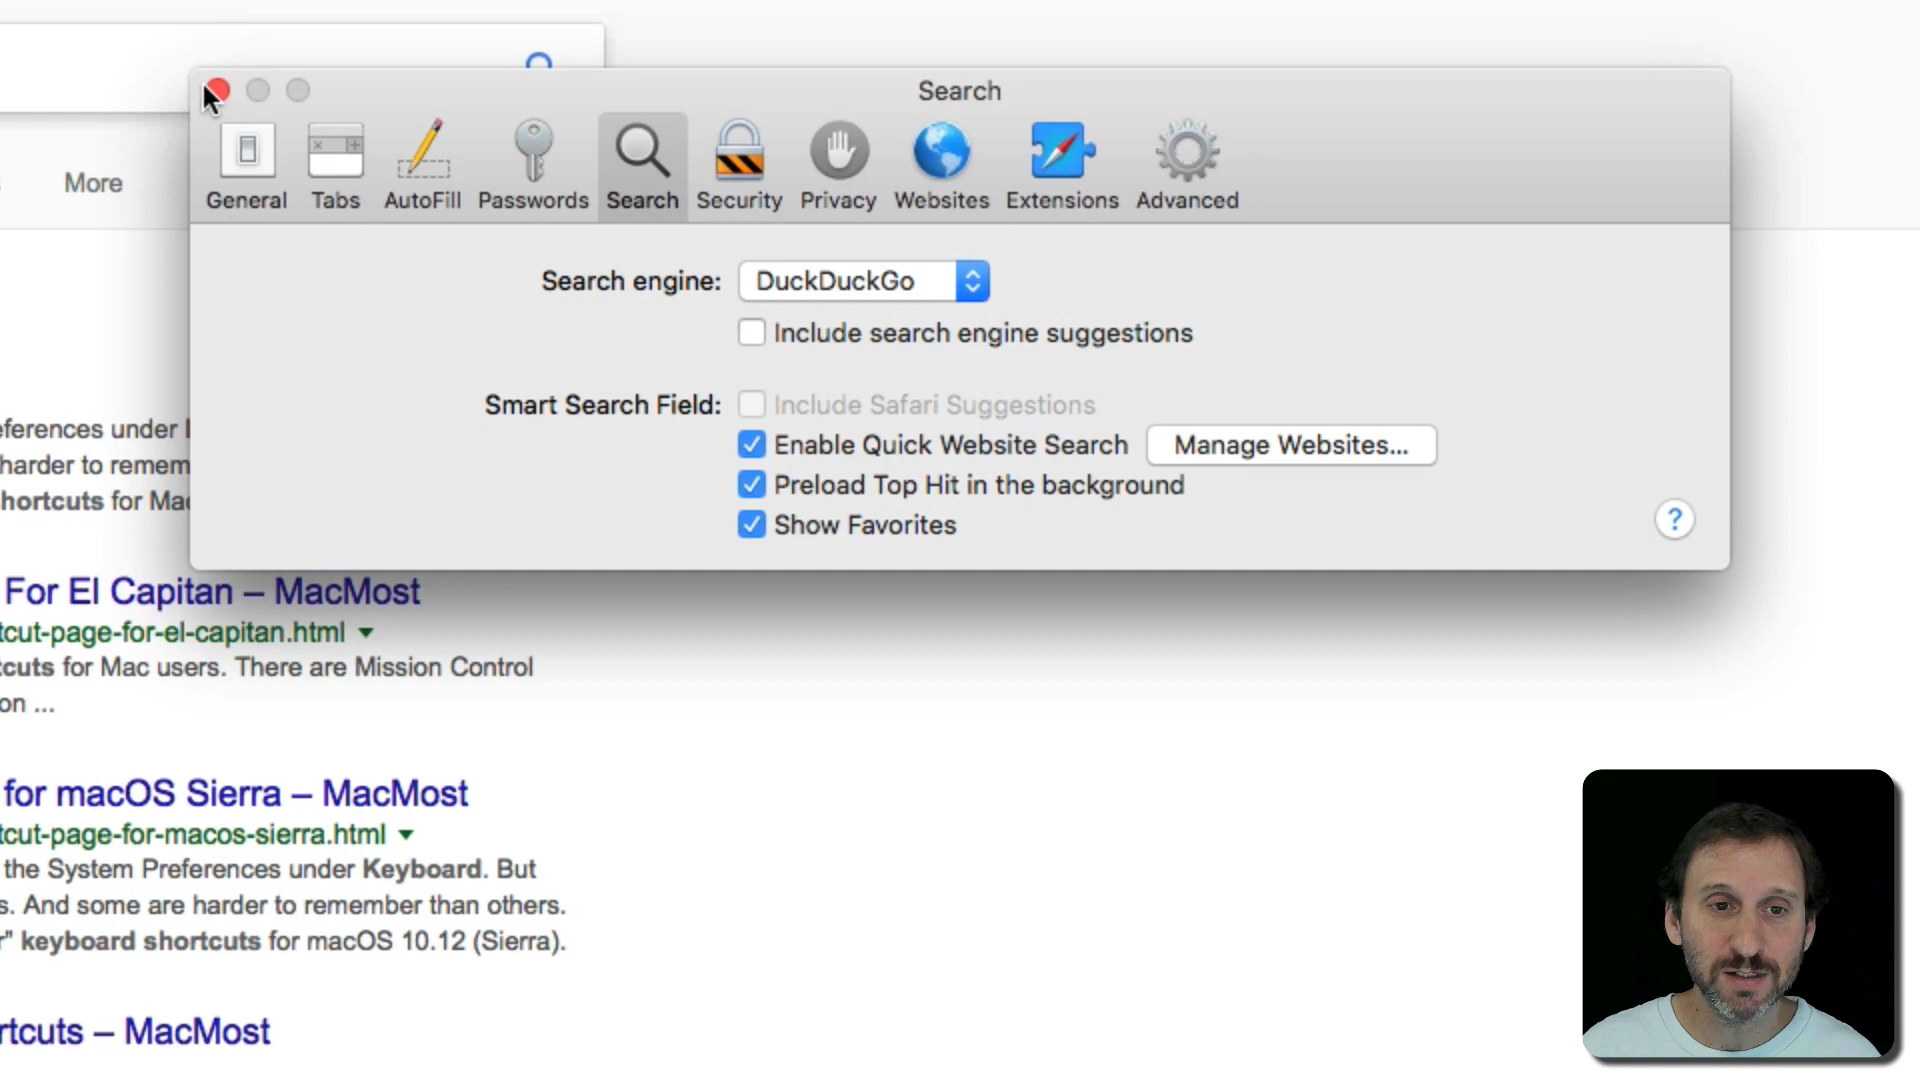 Search
General Tabs AutoFill Passwords Search Security Privacy Websites Extensions Advanced
More
Search engine: DuckDuckGo
Include search engine suggestions
Smart Search Field: Include Safari Suggestions
Enable Quick Website Search Manage Websites...
Preload Top Hit in the background
Show Favorites
?
eferences under
harder to remem
hortcuts for Mac
For El Capitan – MacMost
tcut-page-for-el-capitan.html
cuts for Mac users. There are Mission Control
on ...
for macOS Sierra – MacMost
tcut-page-for-macos-sierra.html
the System Preferences under Keyboard. But
s. And some are harder to remember than others.
r" keyboard shortcuts for macOS 10.12 (Sierra).
rtcuts – MacMost